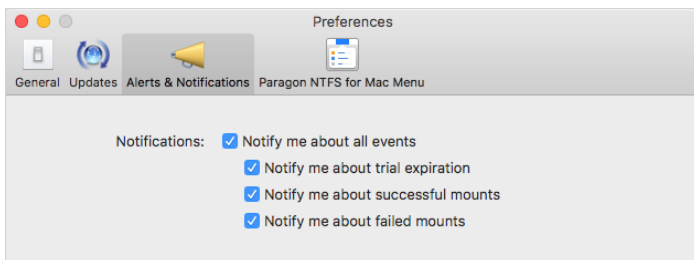 Preferences
General Updates Alerts & Notifications Paragon NTFS for Mac Menu
Notifications: Notify me about all events
Notify me about trial expiration
Notify me about successful mounts
Notify me about failed mounts